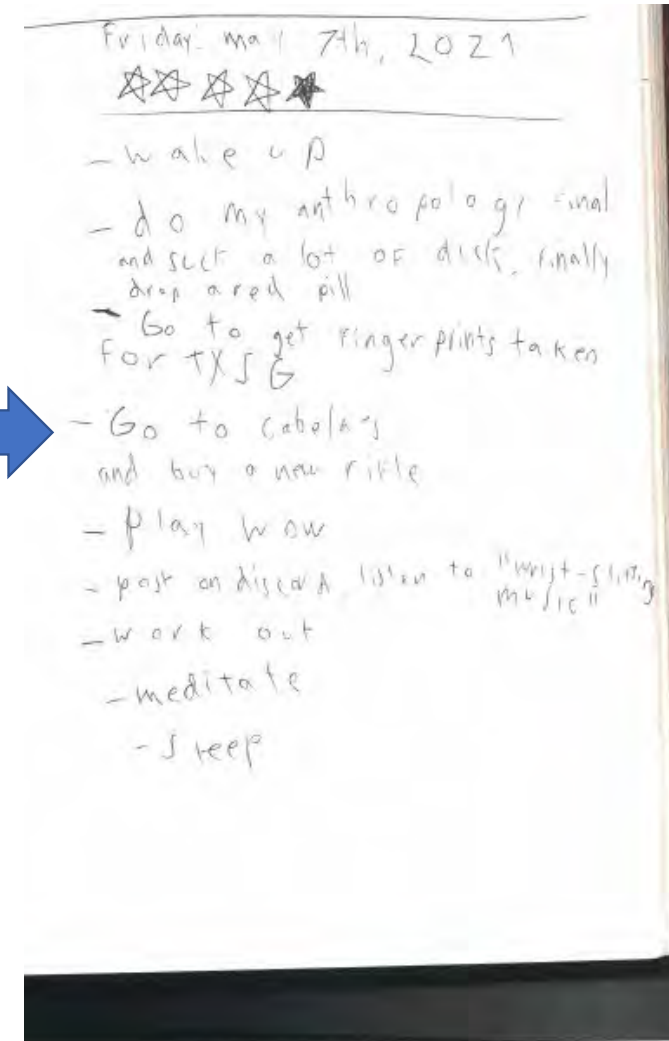 Friday: may 7th, 2021
- wake up
- do my anthropology final
and suck a lot of dick, finally
drop a red pill
- Go to get fingerprints taken
for TXSG
- Go to cabela's
and buy a new rifle
- play wow
- post on discord, listen to "wrist-slitting
music"
- work out
- meditate
- sleep